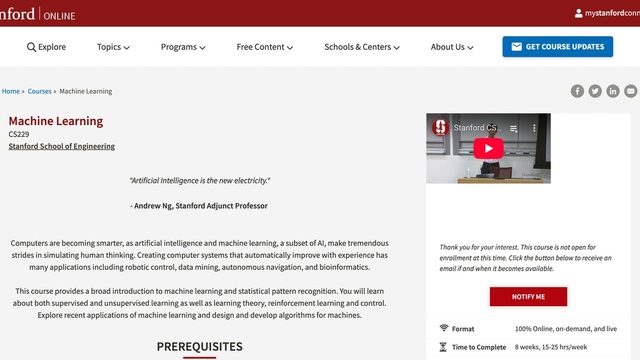 nford | ONLINE
mystanfordconn
Explore
Topics
Programs
Free Content
Schools & Centers
About Us
GET COURSE UPDATES
Home » Courses » Machine Learning
Machine Learning
CS229
Stanford School of Engineering
"Artificial Intelligence is the new electricity."
- Andrew Ng, Stanford Adjunct Professor
Computers are becoming smarter, as artificial intelligence and machine learning, a subset of AI, make tremendous
strides in simulating human thinking. Creating computer systems that automatically improve with experience has
many applications including robotic control, data mining, autonomous navigation, and bioinformatics.
This course provides a broad introduction to machine learning and statistical pattern recognition. You will learn
about both supervised and unsupervised learning as well as learning theory, reinforcement learning and control.
Explore recent applications of machine learning and design and develop algorithms for machines.
PREREQUISITES
Stanford CS...
Thank you for your interest. This course is not open for
enrollment at this time. Click the button below to receive an
email if and when it becomes available.
NOTIFY ME
Format
100% Online, on-demand, and live
Time to Complete
8 weeks, 15-25 hrs/week